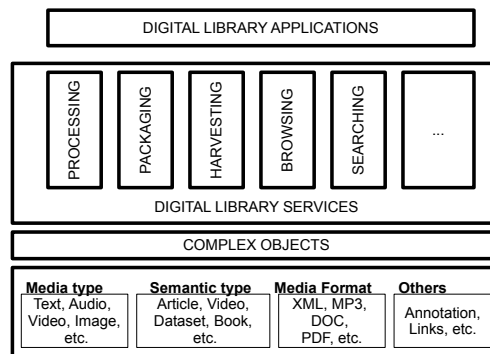 DIGITAL LIBRARY APPLICATIONS
PROCESSING
PACKAGING
HARVESTING
BROWSING
SEARCHING
...
DIGITAL LIBRARY SERVICES
COMPLEX OBJECTS
Media type
Text, Audio,
Video, Image,
etc.
Semantic type
Article, Video,
Dataset, Book,
etc.
Media Format
XML, MP3,
DOC,
PDF, etc.
Others
Annotation,
Links, etc.